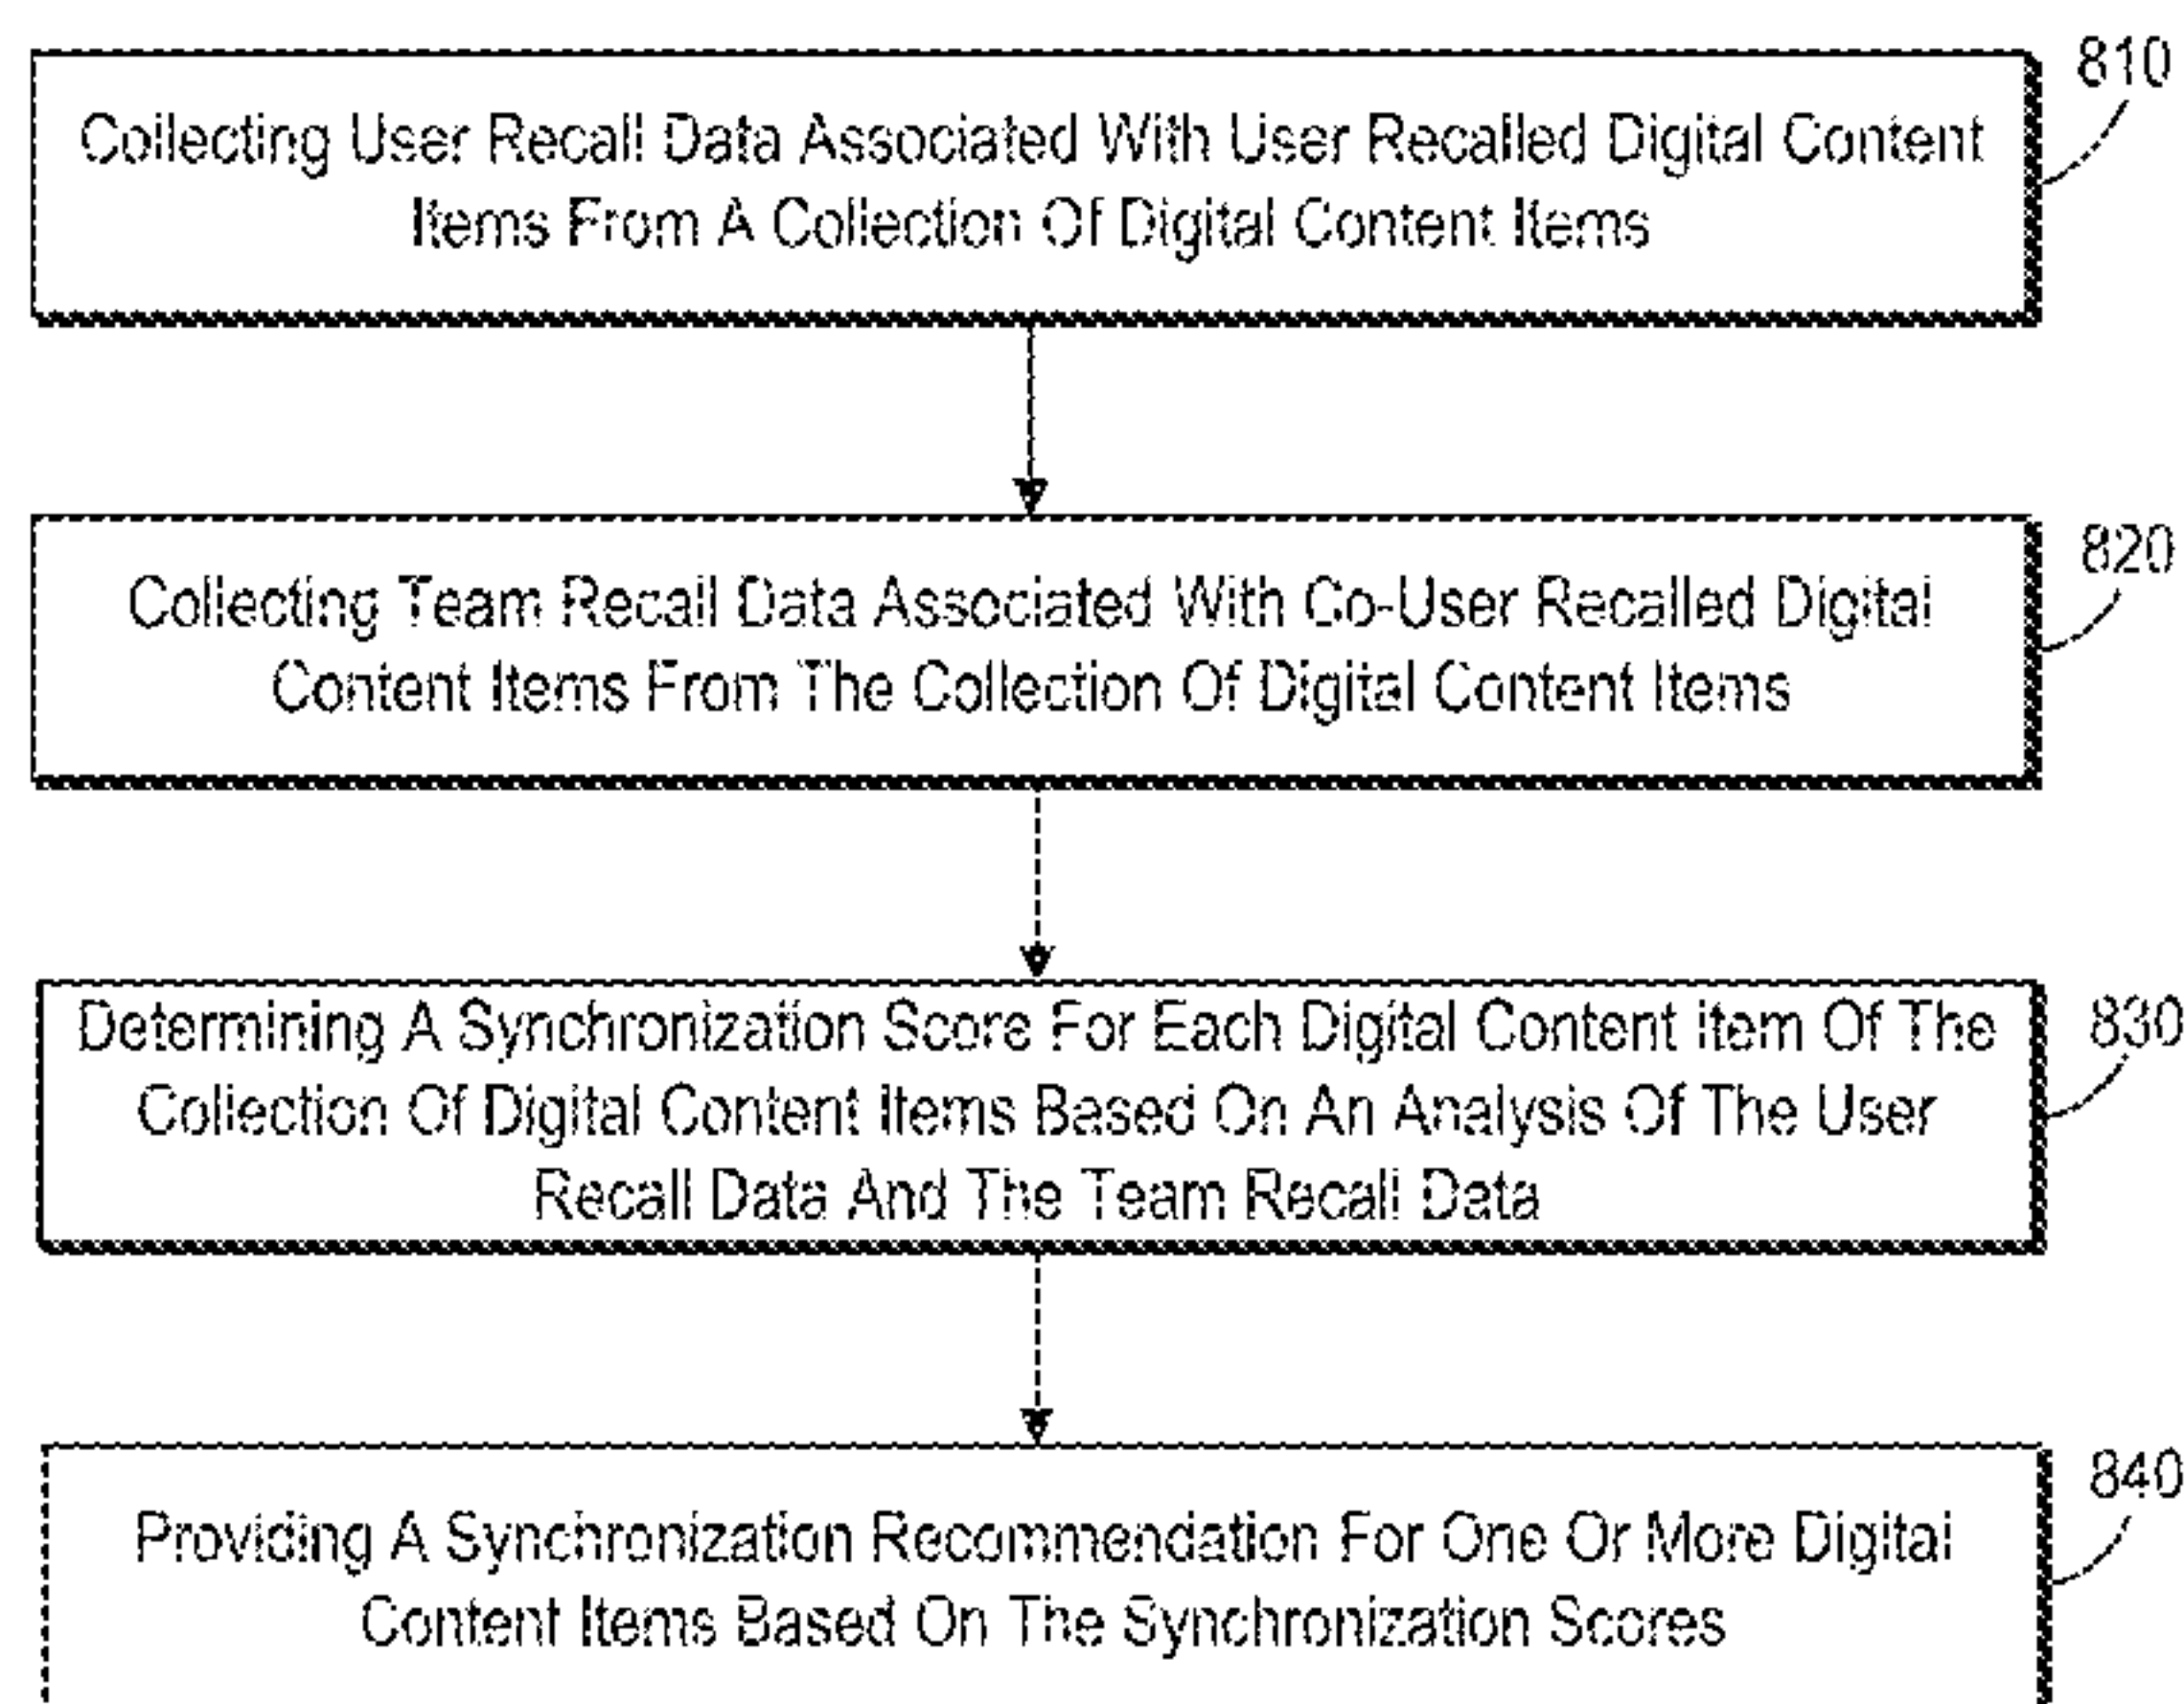 810
Collecting User Recall Data Associated With User Recalled Digital Content
Items From A Collection Of Digital Content Items
820
Collecting Team Recall Data Associated With Co-User Recalled Digital
Content Items From The Collection Of Digital Content Items
830
Determining A Synchronization Score For Each Digital Content Item Of The
Collection Of Digital Content Items Based On An Analysis Of The User
Recall Data And The Team Recall Data
840
Providing A Synchronization Recommendation For One Or More Digital
Content Items Based On The Synchronization Scores